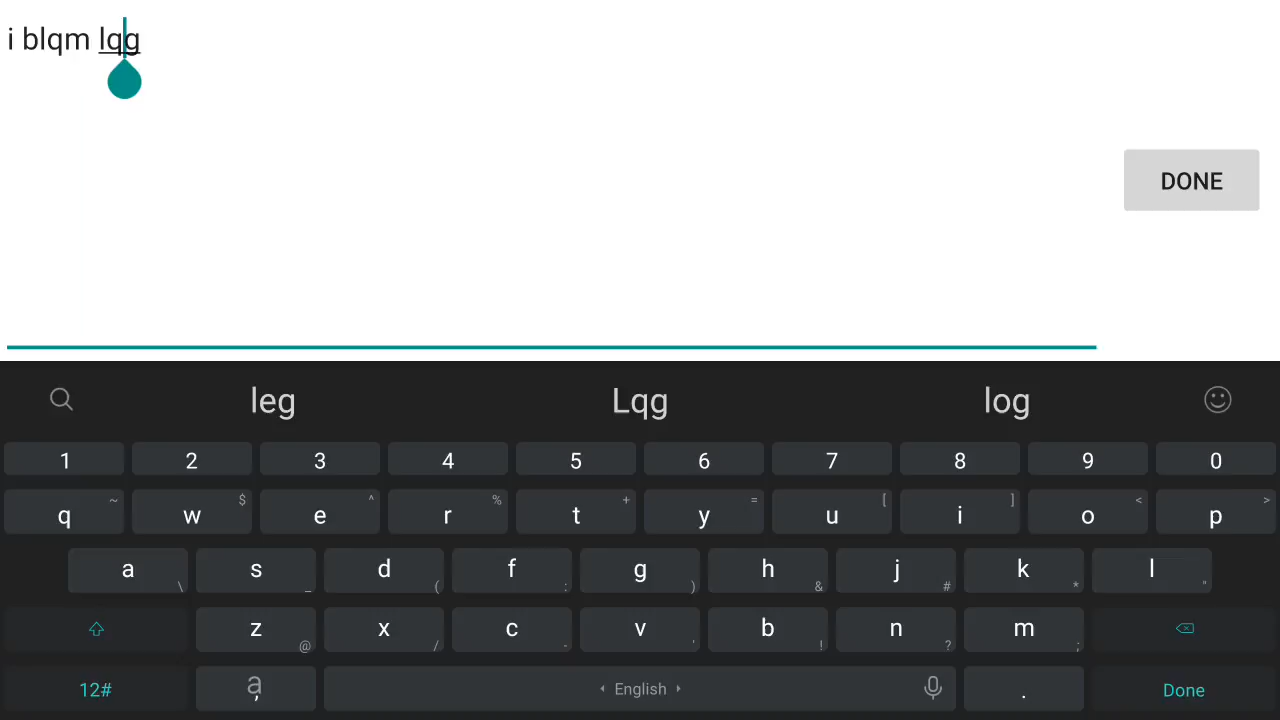 i blqm lqg
DONE
leg Lqg log
1 2 3 4 5 6 7 8 9 0
q ~ w $ e ^ r % t + y = u [ i ] o < p >
a \ s _ d ( f : g ) h & j # k * l "
z @ x / c - v ' b ! n ? m ;
12# a , English . Done